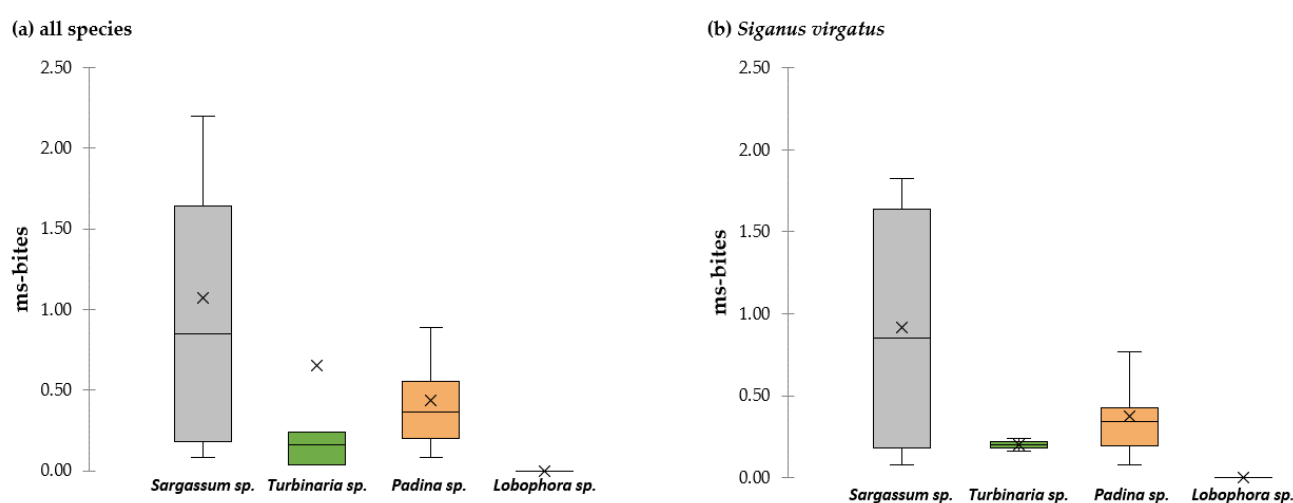 (a) all species
2.50
2.00
1.50
1.00
0.50
0.00
ms-bites
Sargassum sp. Turbinaria sp. Padina sp. Lobophora sp.
(b) Siganus virgatus
2.50
2.00
1.50
1.00
0.50
0.00
ms-bites
Sargassum sp. Turbinaria sp. Padina sp. Lobophora sp.